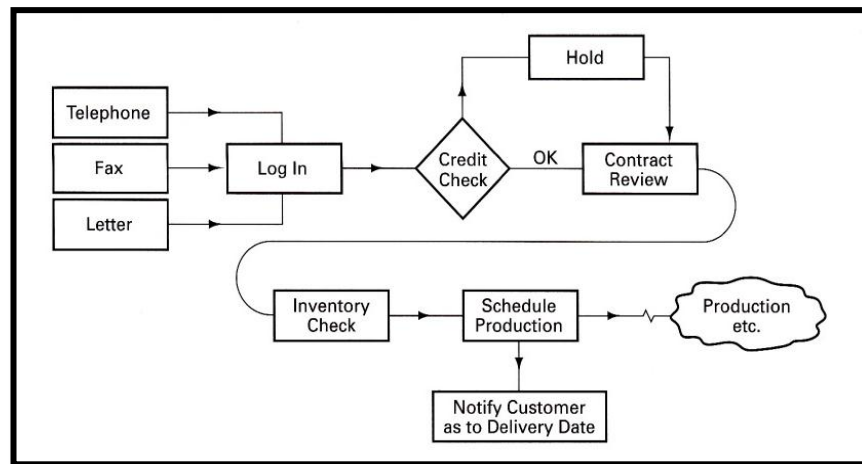 Hold
Telephone
Fax
Letter
Log In
Credit
Check
OK
Contract
Review
Inventory
Check
Schedule
Production
Production
etc.
Notify Customer
as to Delivery Date